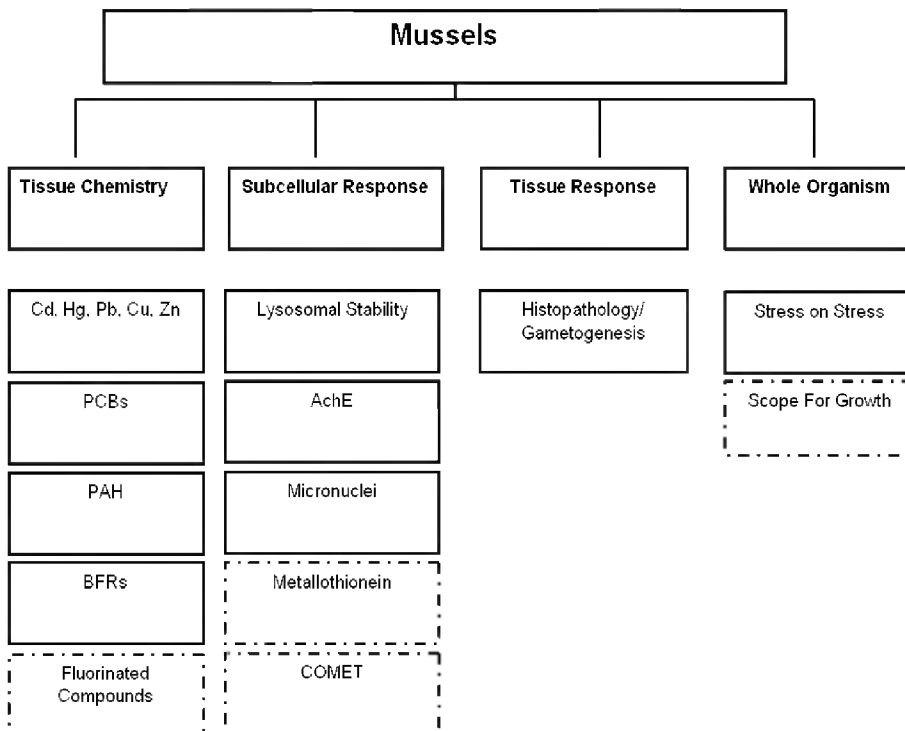 Mussels
Tissue Chemistry
Subcellular Response
Tissue Response
Whole Organism
Cd, Hg, Pb, Cu, Zn
Lysosomal Stability
Histopathology/
Gametogenesis
Stress on Stress
PCBs
AchE
Scope For Growth
PAH
Micronuclei
BFRs
Metallothionein
Fluorinated
Compounds
COMET